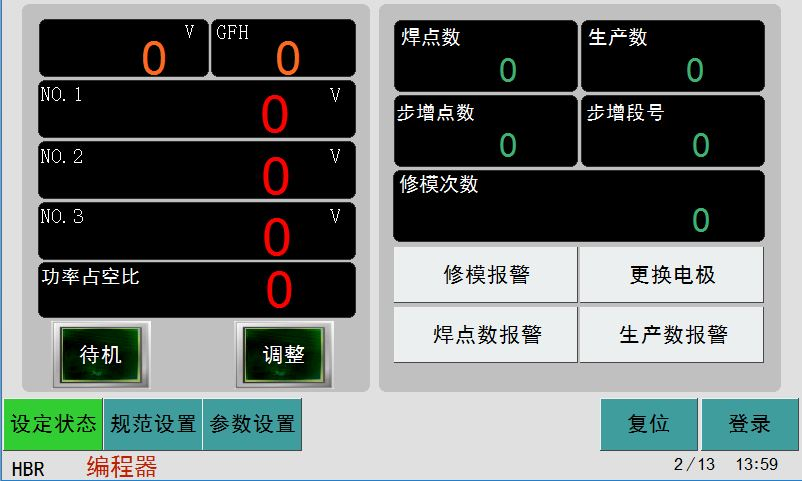 V
0
GFH
0
NO.1 V
0
NO.2 V
0
NO.3 V
0
功率占空比
0
待机
调整
焊点数
0
生产数
0
步增点数
0
步增段号
0
修模次数
0
修模报警
更换电极
焊点数报警
生产数报警
设定状态
规范设置
参数设置
复位
登录
HBR
编程器
2/13 13:59